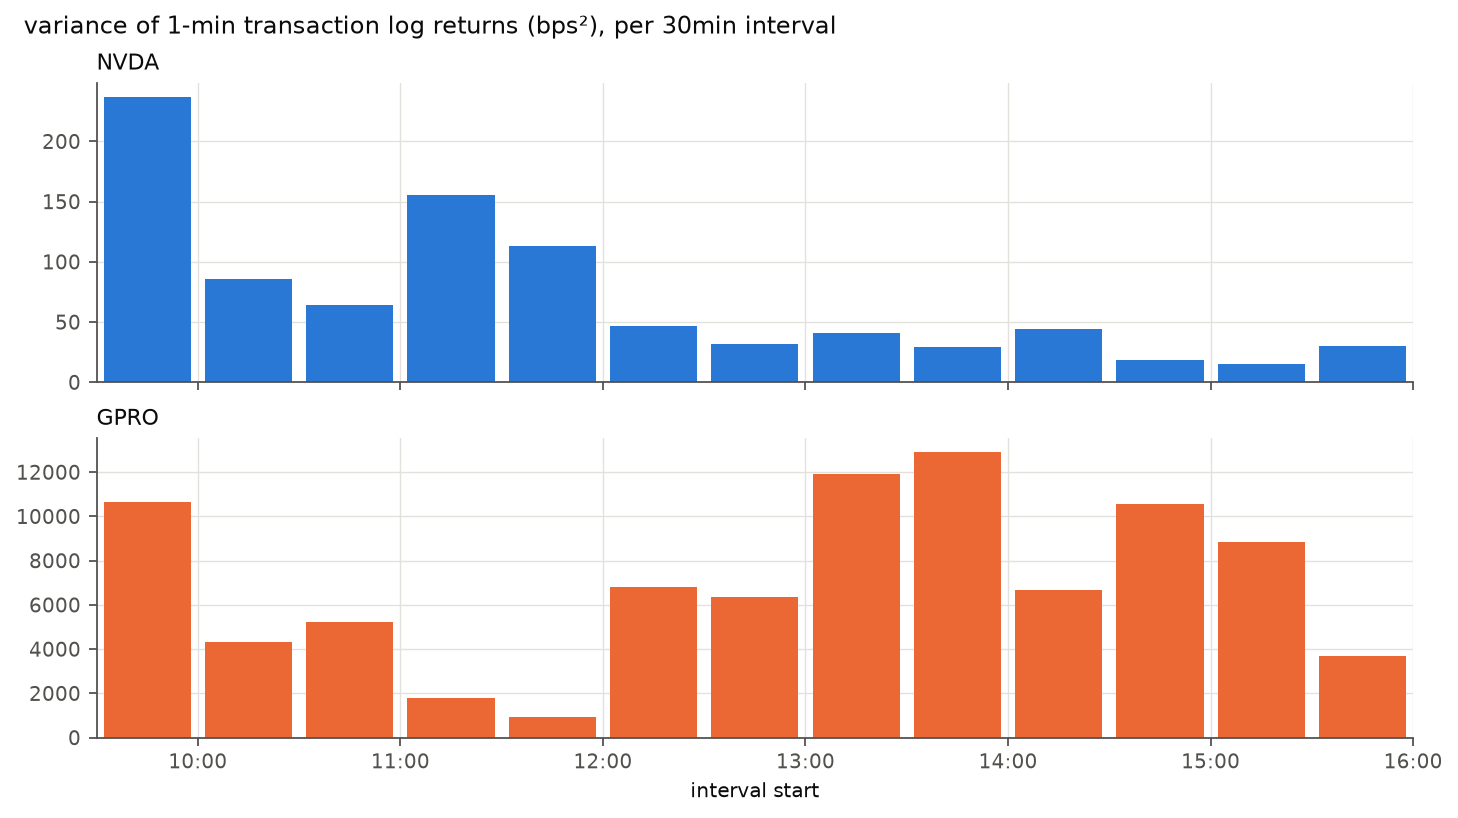 variance of 1-min transaction log returns (bps²), per 30min interval
NVDA
200
150
100
50
0
GPRO
12000
10000
8000
6000
4000
2000
0
10:00 11:00 12:00 13:00 14:00 15:00 16:00
interval start